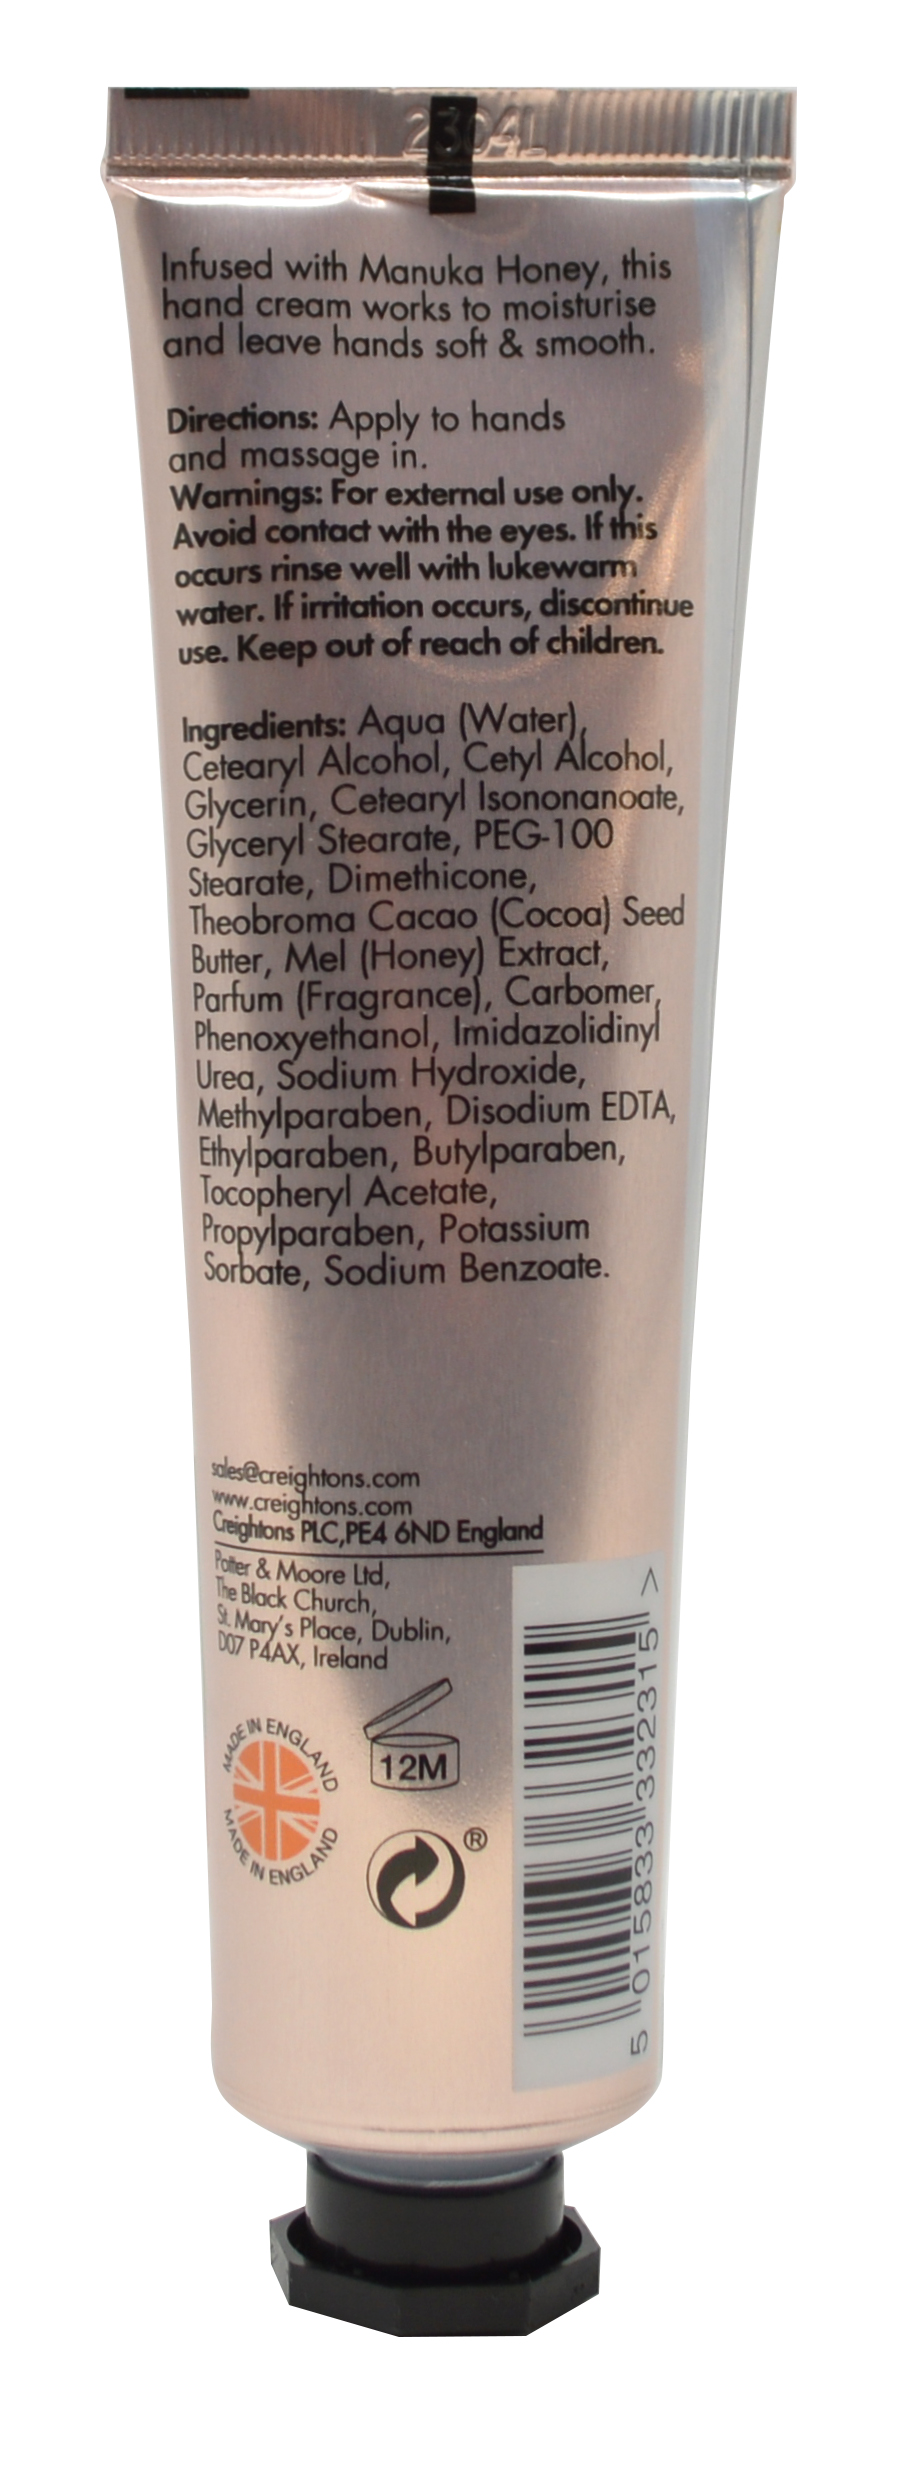 2304L
Infused with Manuka Honey, this
hand cream works to moisturise
and leave hands soft & smooth.
Directions: Apply to hands
and massage in.
Warnings: For external use only.
Avoid contact with the eyes. If this
occurs rinse well with lukewarm
water. If irritation occurs, discontinue
use. Keep out of reach of children.
Ingredients: Aqua (Water),
Cetearyl Alcohol, Cetyl Alcohol,
Glycerin, Cetearyl Isononanoate,
Glyceryl Stearate, PEG-100
Stearate, Dimethicone,
Theobroma Cacao (Cocoa) Seed
Butter, Mel (Honey) Extract,
Parfum (Fragrance), Carbomer,
Phenoxyethanol, Imidazolidinyl
Urea, Sodium Hydroxide,
Methylparaben, Disodium EDTA,
Ethylparaben, Butylparaben,
Tocopheryl Acetate,
Propylparaben, Potassium
Sorbate, Sodium Benzoate.
sales@creightons.com
www.creightons.com
Creightons PLC,PE4 6ND England
Potter & Moore Ltd,
The Black Church,
St. Mary's Place, Dublin,
D07 P4AX, Ireland
MADE IN ENGLAND
MADE IN ENGLAND
12M
®
5 015833 332315 >